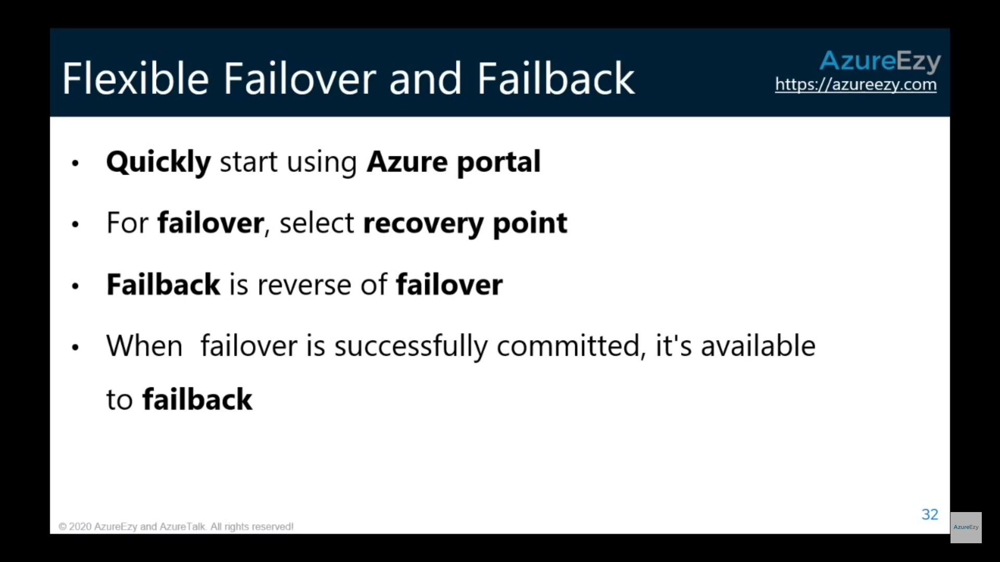 Flexible Failover and Failback
AzureEzy
https://azureezy.com
• Quickly start using Azure portal
• For failover, select recovery point
• Failback is reverse of failover
• When  failover is successfully committed, it's available
to failback
32
© 2020 AzureEzy and AzureTalk. All rights reserved!
AzureEzy